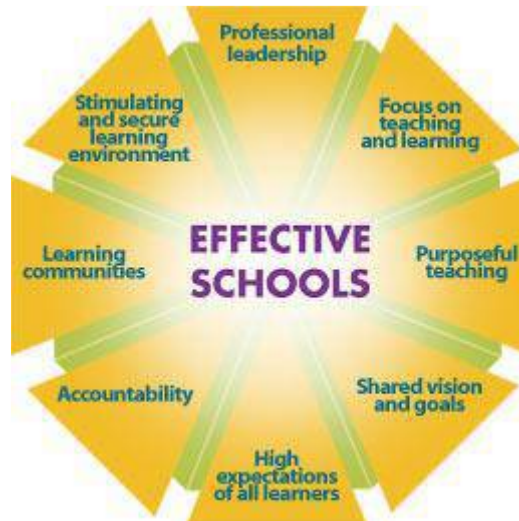 Professional
leadership
Stimulating
and secure
learning
environment
Focus on
teaching
and learning
Learning
communities
EFFECTIVE
SCHOOLS
Purposeful
teaching
Accountability
Shared vision
and goals
High
expectations
of all learners